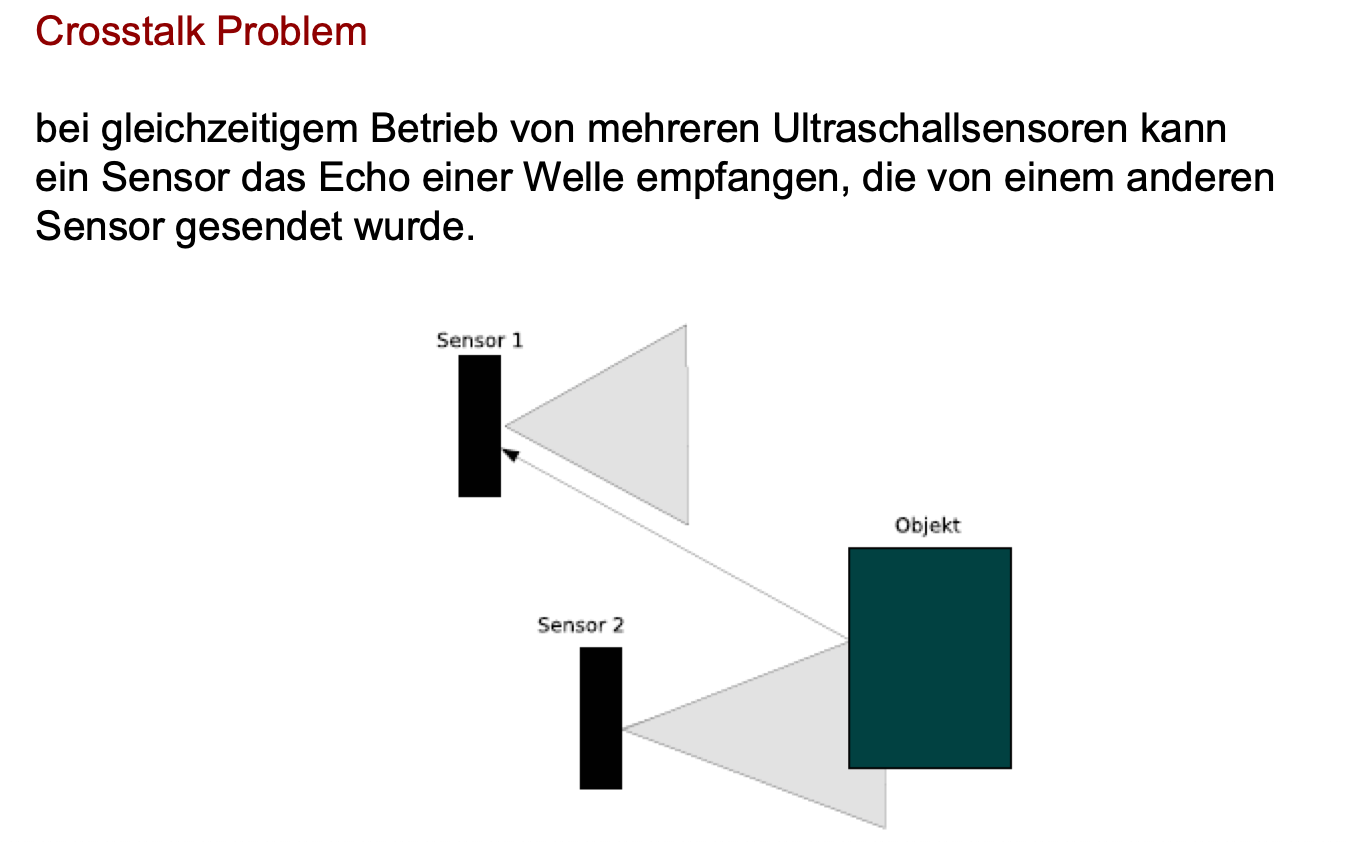 Crosstalk Problem
bei gleichzeitigem Betrieb von mehreren Ultraschallsensoren kann
ein Sensor das Echo einer Welle empfangen, die von einem anderen
Sensor gesendet wurde.
Sensor 1
Objekt
Sensor 2